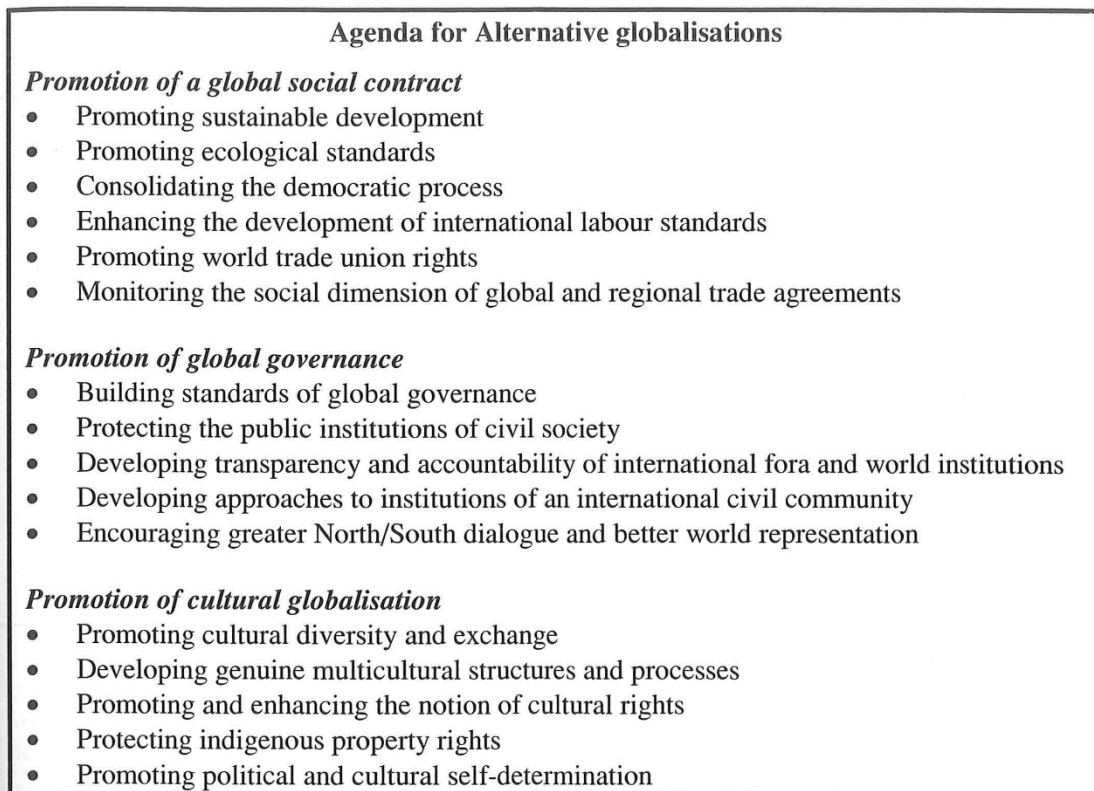 Agenda for Alternative globalisations
Promotion of a global social contract
• Promoting sustainable development
• Promoting ecological standards
• Consolidating the democratic process
• Enhancing the development of international labour standards
• Promoting world trade union rights
• Monitoring the social dimension of global and regional trade agreements
Promotion of global governance
• Building standards of global governance
• Protecting the public institutions of civil society
• Developing transparency and accountability of international fora and world institutions
• Developing approaches to institutions of an international civil community
• Encouraging greater North/South dialogue and better world representation
Promotion of cultural globalisation
• Promoting cultural diversity and exchange
• Developing genuine multicultural structures and processes
• Promoting and enhancing the notion of cultural rights
• Protecting indigenous property rights
• Promoting political and cultural self-determination